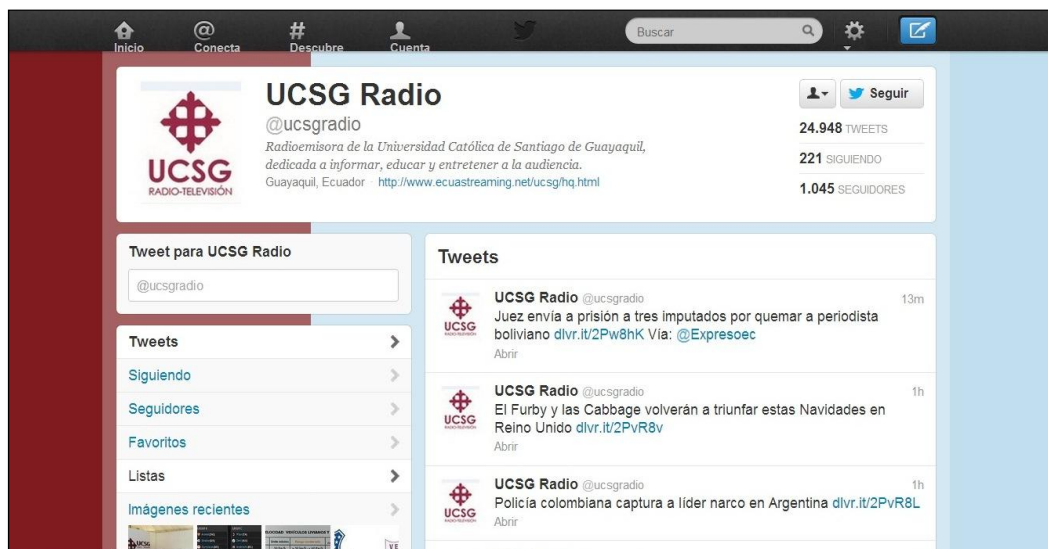 Inicio
Conecta
Descubre
Cuenta
Buscar
UCSG
RADIO-TELEVISIÓN
UCSG Radio
@ucsgradio
Radioemisora de la Universidad Católica de Santiago de Guayaquil,
dedicada a informar, educar y entretener a la audiencia.
Guayaquil, Ecuador · http://www.ecuastreaming.net/ucsg/hq.html
Seguir
24.948 TWEETS
221 SIGUIENDO
1.045 SEGUIDORES
Tweet para UCSG Radio
@ucsgradio
Tweets
Siguiendo
Seguidores
Favoritos
Listas
Imágenes recientes
Tweets
UCSG
UCSG Radio @ucsgradio 13m
Juez envía a prisión a tres imputados por quemar a periodista
boliviano dlvr.it/2Pw8hK Vía: @Expresoec
Abrir
UCSG
UCSG Radio @ucsgradio 1h
El Furby y las Cabbage volverán a triunfar estas Navidades en
Reino Unido dlvr.it/2PvR8v
Abrir
UCSG
UCSG Radio @ucsgradio 1h
Policía colombiana captura a líder narco en Argentina dlvr.it/2PvR8L
Abrir